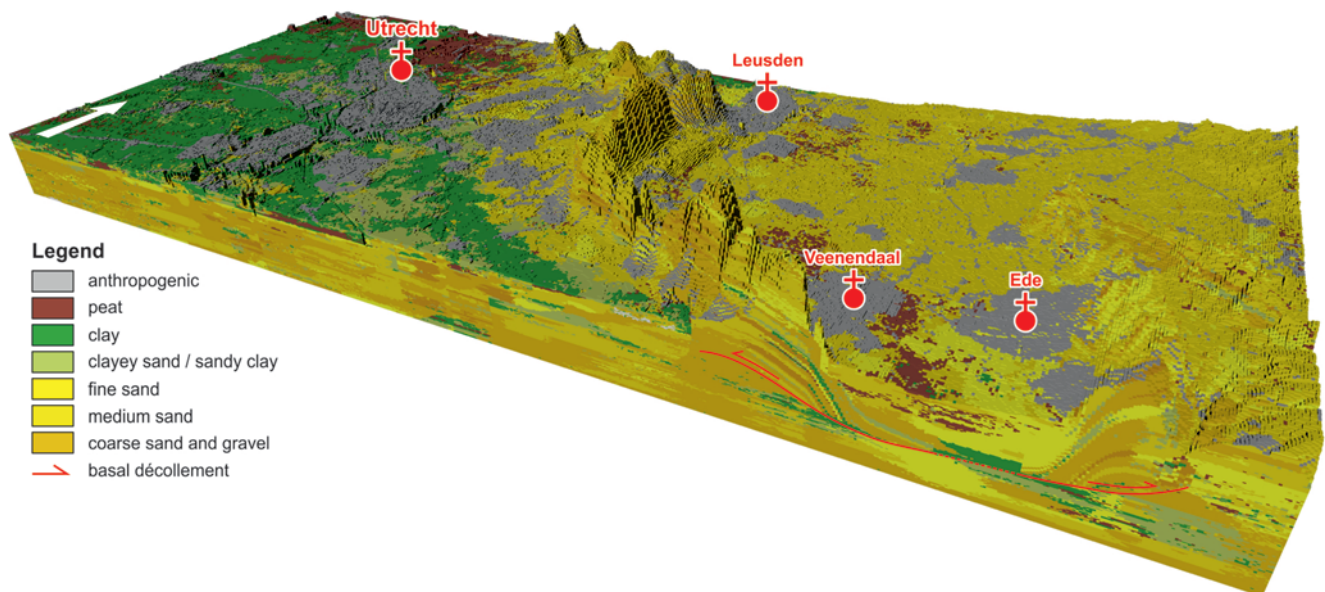 Utrecht
Leusden
Veenendaal
Ede
Legend
anthropogenic
peat
clay
clayey sand / sandy clay
fine sand
medium sand
coarse sand and gravel
basal décollement